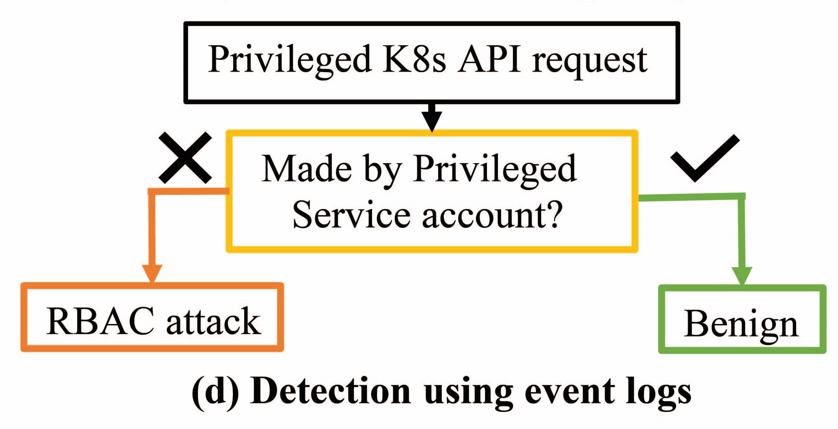 Privileged K8s API request
Made by Privileged
Service account?
RBAC attack
Benign
(d) Detection using event logs